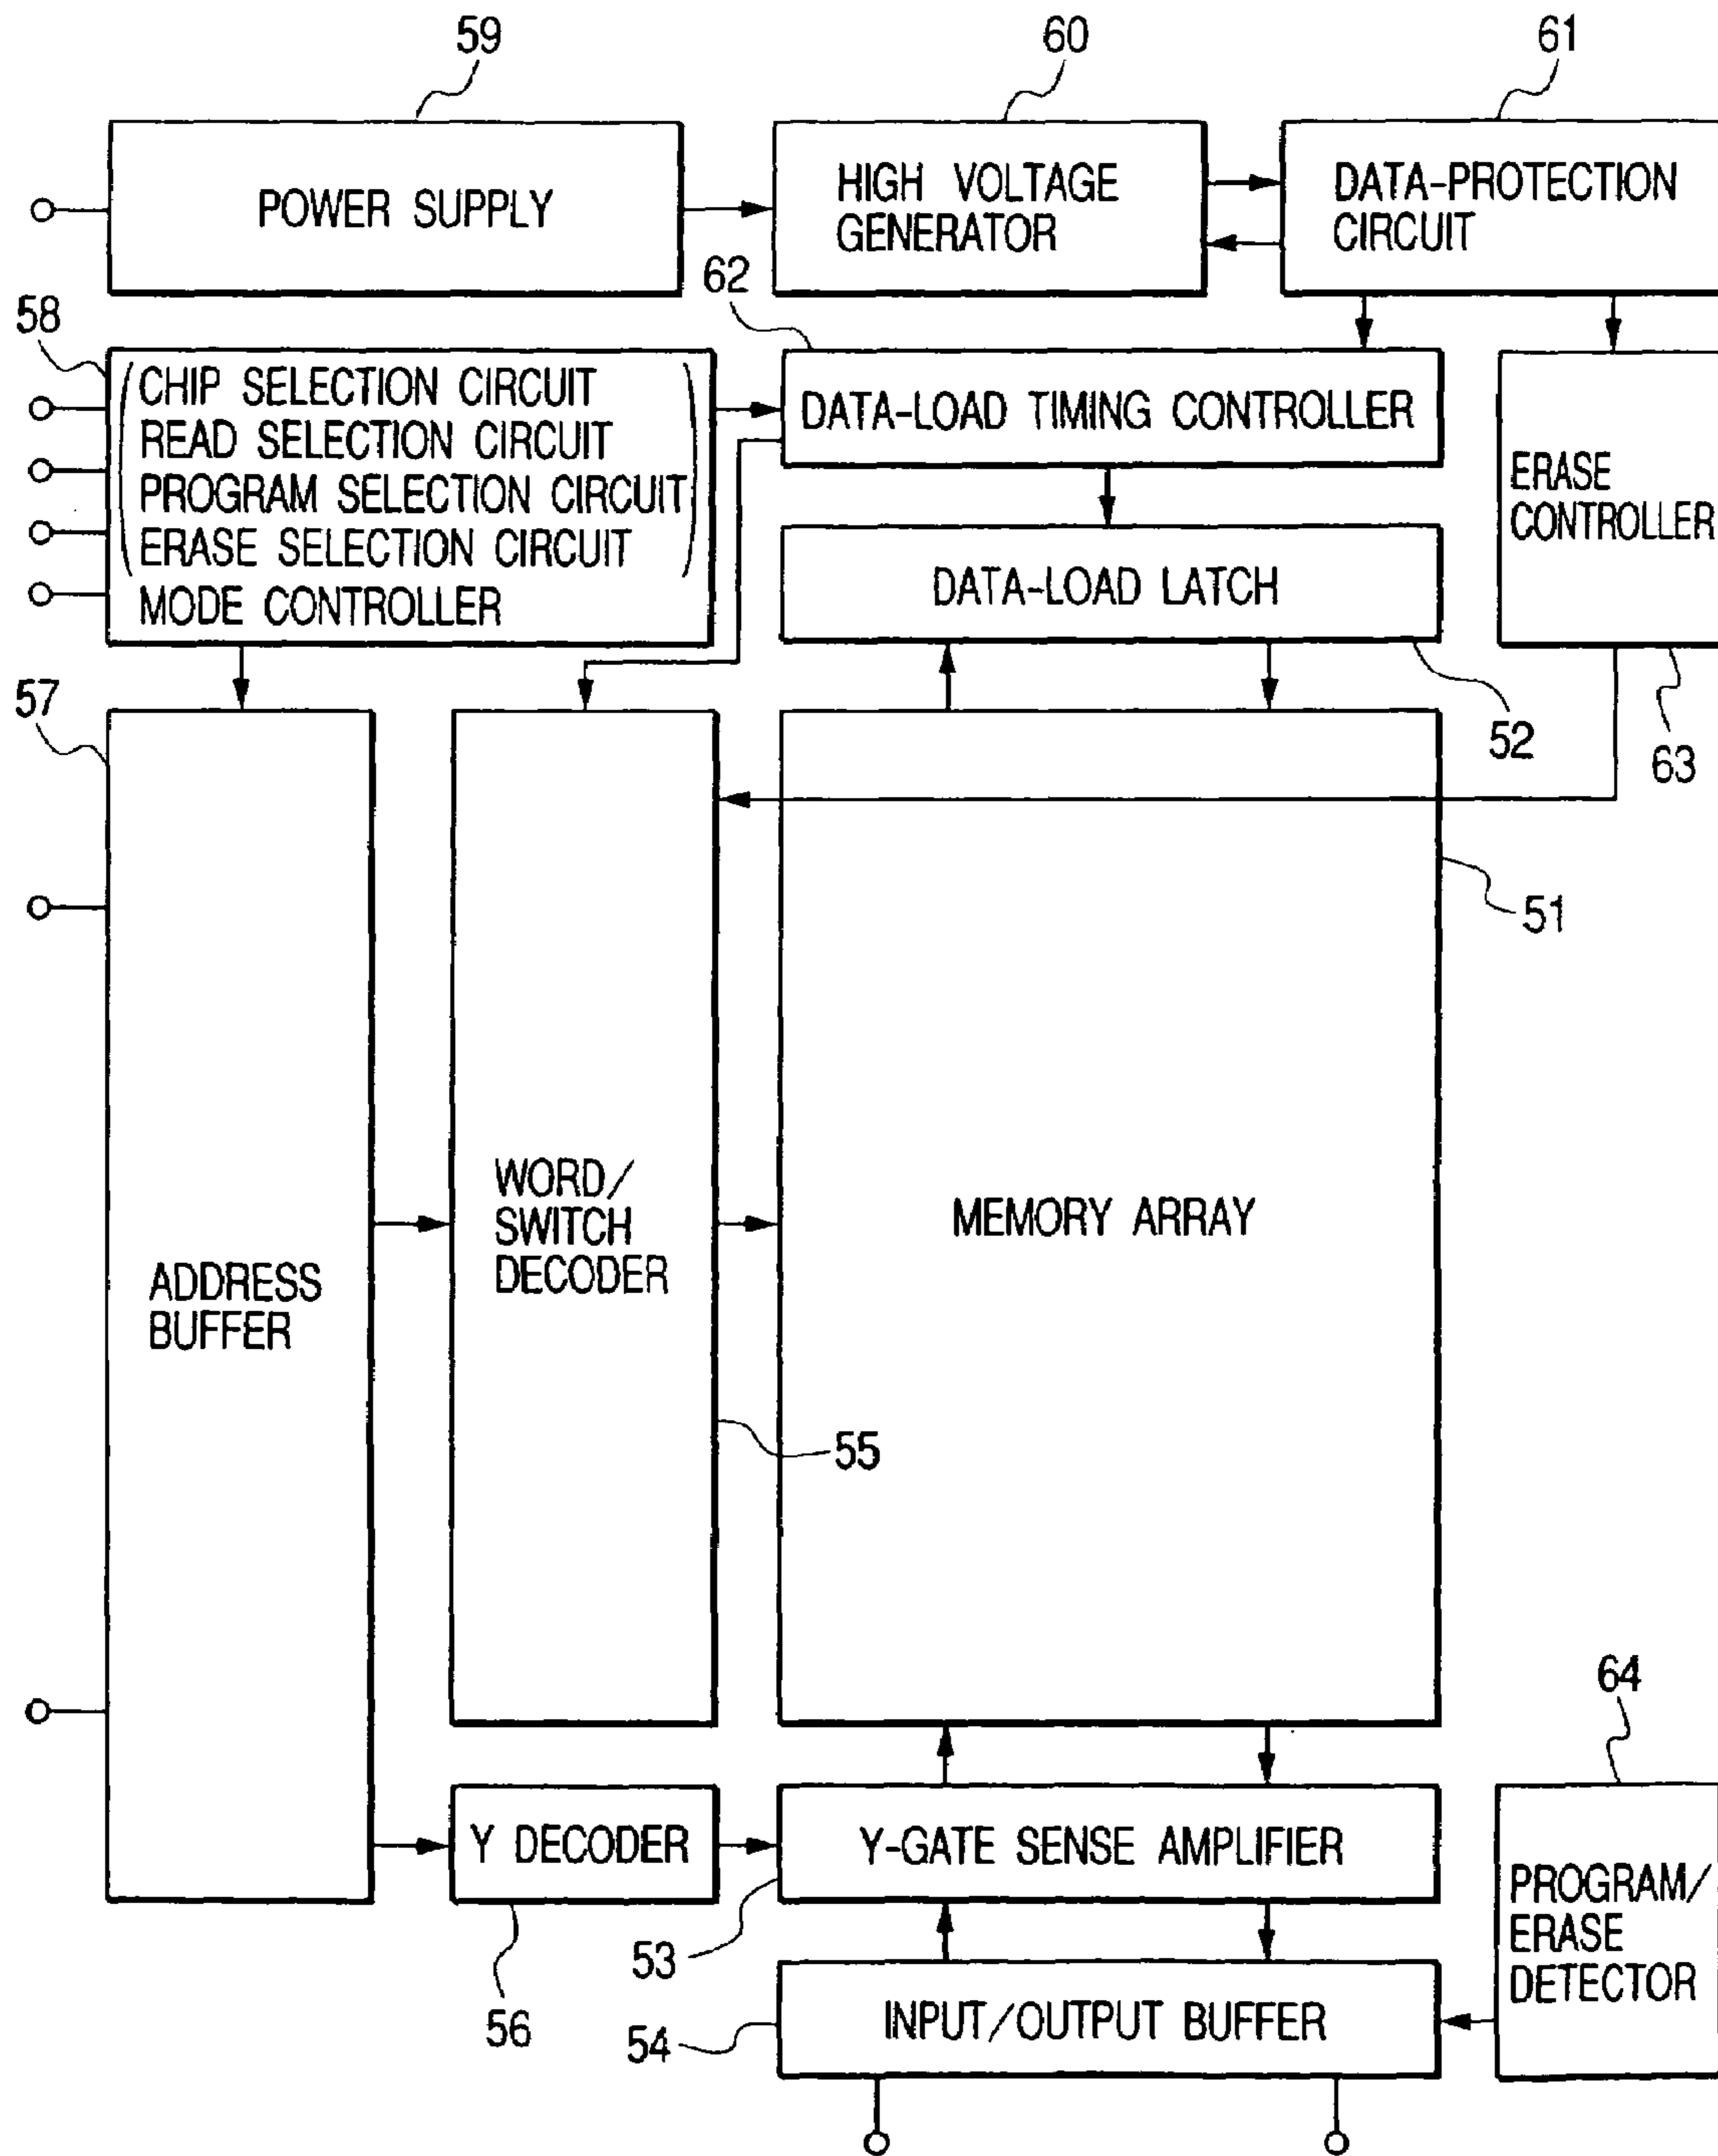 59
60
61
POWER SUPPLY
HIGH VOLTAGE
GENERATOR
DATA-PROTECTION
CIRCUIT
62
58
CHIP SELECTION CIRCUIT
READ SELECTION CIRCUIT
PROGRAM SELECTION CIRCUIT
ERASE SELECTION CIRCUIT
MODE CONTROLLER
DATA-LOAD TIMING CONTROLLER
ERASE
CONTROLLER
DATA-LOAD LATCH
57
52
63
51
ADDRESS
BUFFER
WORD/
SWITCH
DECODER
MEMORY ARRAY
55
64
Y DECODER
Y-GATE SENSE AMPLIFIER
PROGRAM/
ERASE
DETECTOR
53
56
54
INPUT/OUTPUT BUFFER